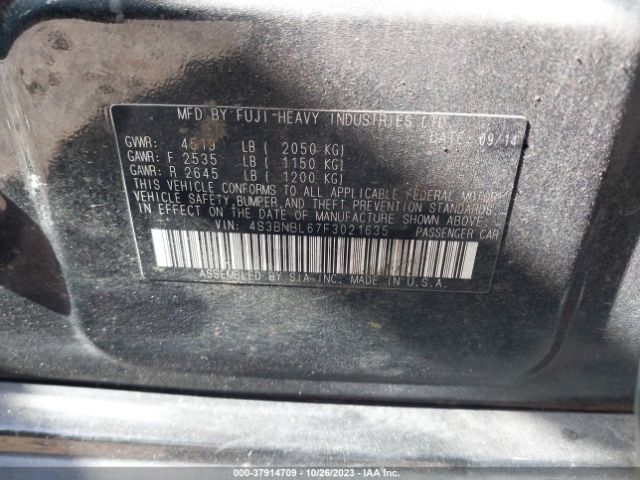 MFD BY FUJI HEAVY INDUSTRIES LTD.
DATE: 09/14
GVWR: 4519 LB ( 2050 KG)
GAWR: F 2535 LB ( 1150 KG)
GAWR: R 2645 LB ( 1200 KG)
THIS VEHICLE CONFORMS TO ALL APPLICABLE FEDERAL MOTOR
VEHICLE SAFETY, BUMPER, AND THEFT PREVENTION STANDARDS
IN EFFECT ON THE DATE OF MANUFACTURE SHOWN ABOVE.
VIN: 4S3BNBL67F3021635 PASSENGER CAR
ASSEMBLED BY SIA INC. MADE IN U.S.A.
000-37914709 | 10/26/2023 | IAA Inc.